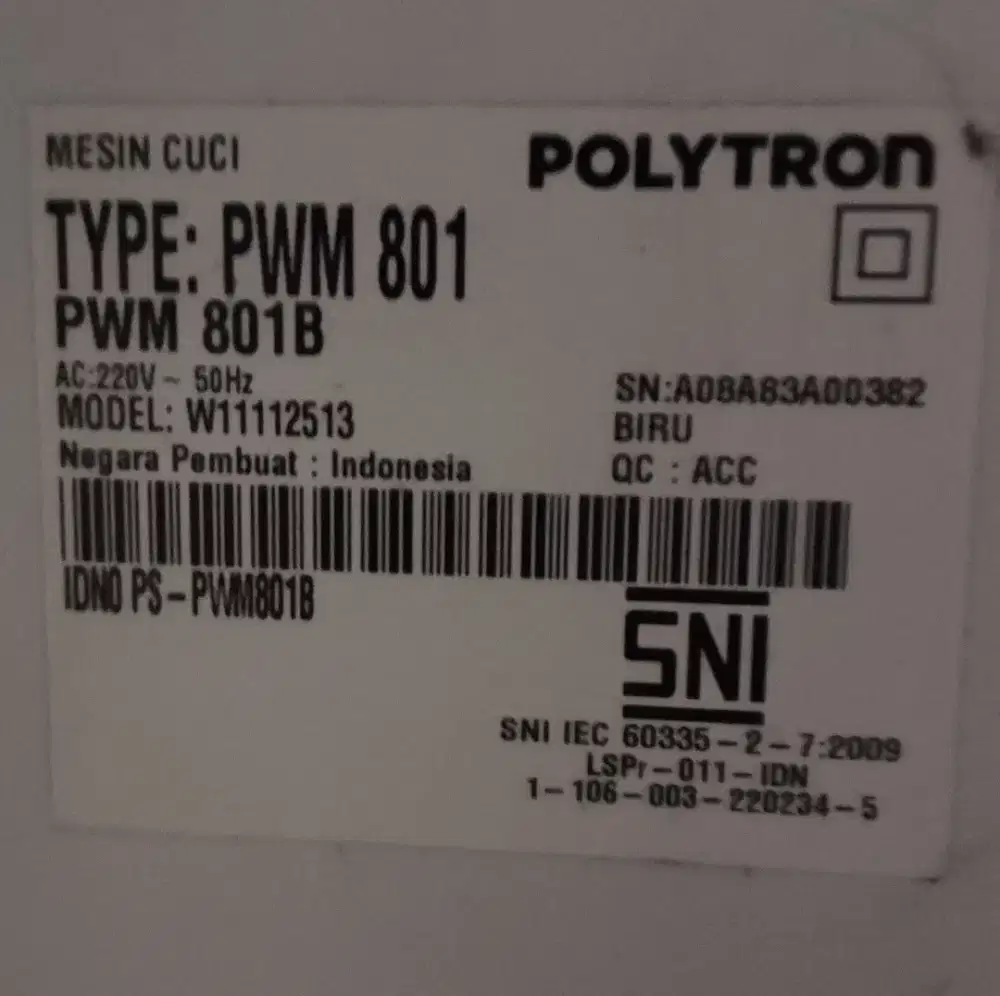 MESIN CUCI
POLYTRON
TYPE: PWM 801
PWM 801B
AC:220V ~ 50Hz
SN:A08A83A00382
MODEL: W11112513
BIRU
Negara Pembuat : Indonesia
QC : ACC
IDNO PS-PWM801B
SNI
SNI IEC 60335-2-7:2009
LSPr-011-IDN
1-106-003-220234-5